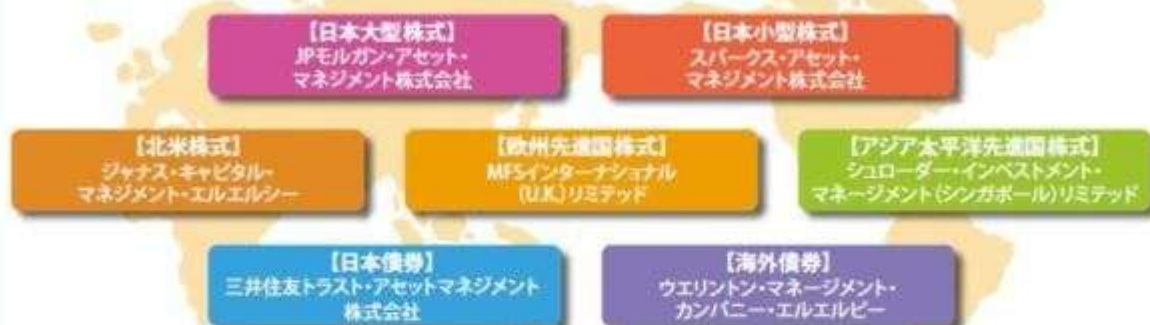 【日本大型株式】
JPモルガン・アセット・
マネジメント株式会社
【日本小型株式】
スパークス・アセット・
マネジメント株式会社
【北米株式】
ジャナス・キャピタル・
マネジメント・エルエルシー
【欧州先進国株式】
MFSインターナショナル
(U.K.)リミテッド
【アジア太平洋先進国株式】
シュローダー・インベストメント・
マネージメント(シンガポール)リミテッド
【日本債券】
三井住友トラスト・アセットマネジメント
株式会社
【海外債券】
ウエリントン・マネージメント・
カンパニー・エルエルピー